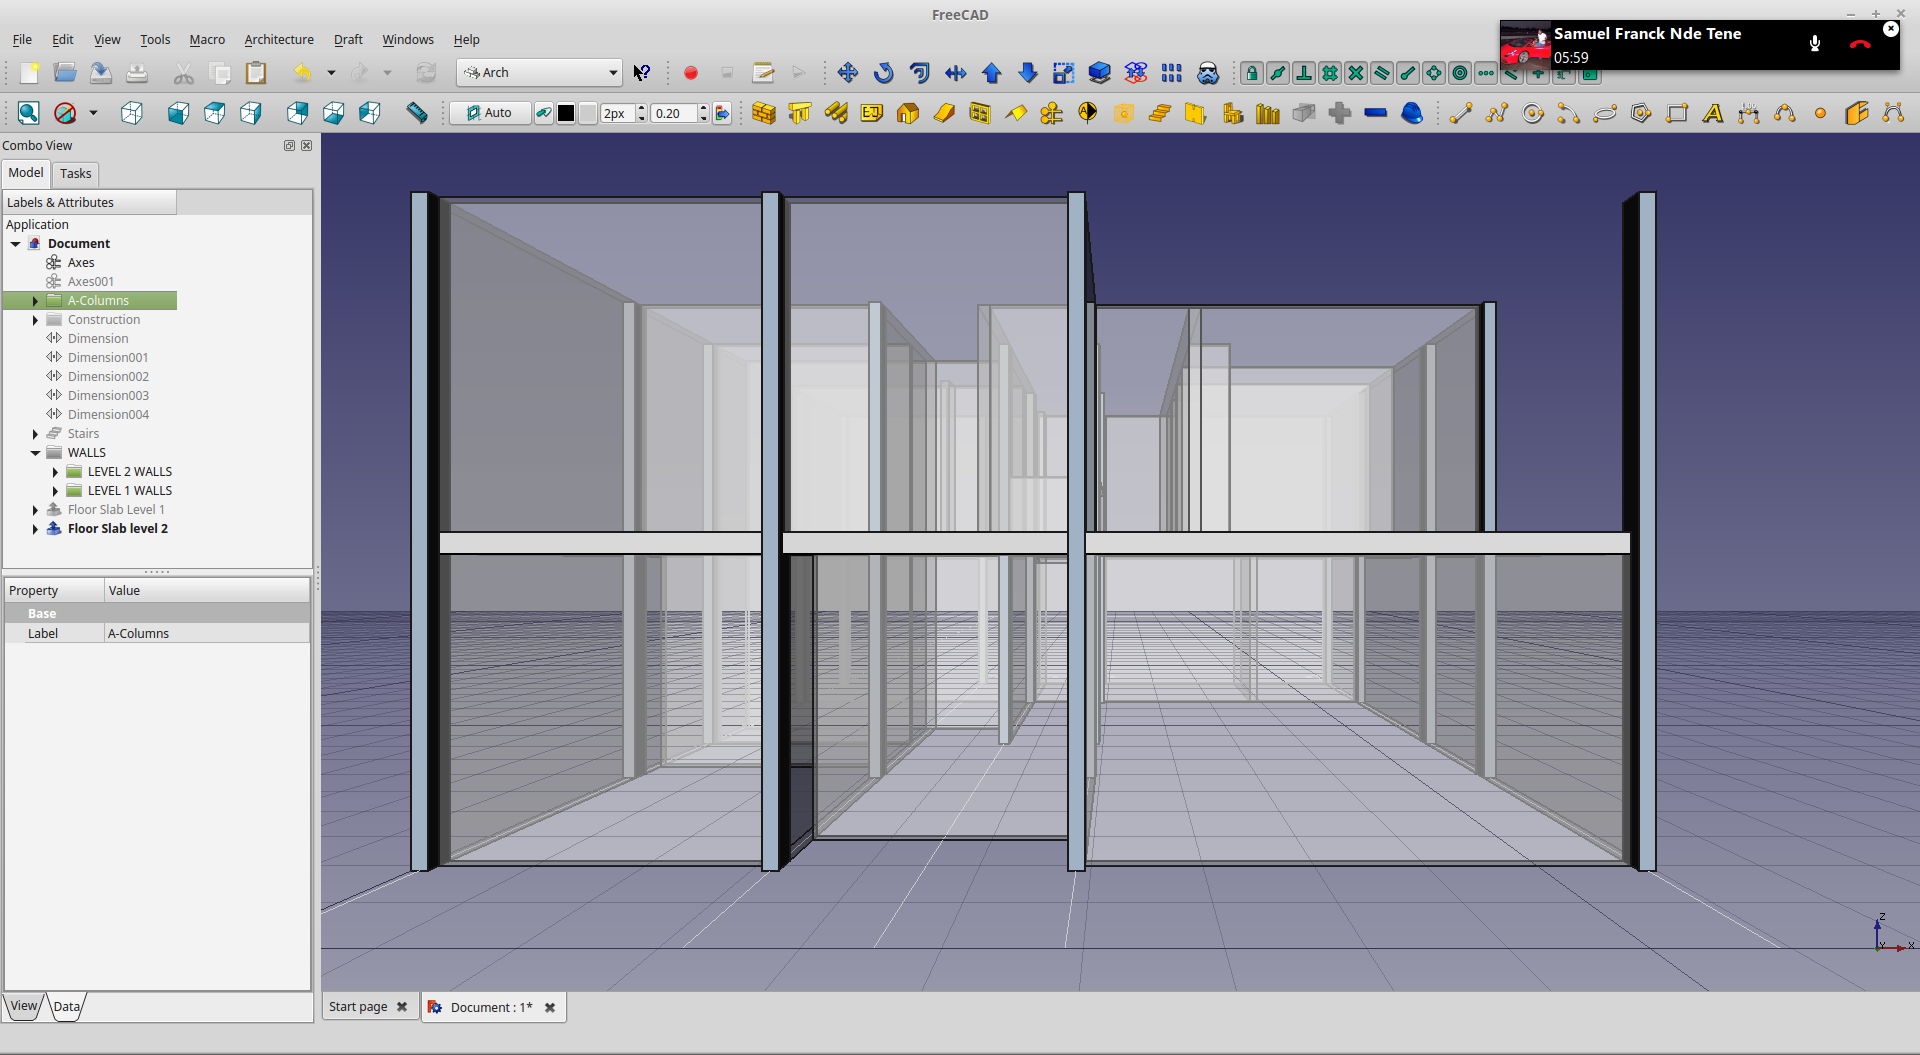 FreeCAD
File Edit View Tools Macro Architecture Draft Windows Help
Samuel Franck Nde Tene
05:59
Arch
Auto
2px
0.20
Combo View
Model Tasks
Labels & Attributes
Application
Document
Axes
Axes001
A-Columns
Construction
Dimension
Dimension001
Dimension002
Dimension003
Dimension004
Stairs
WALLS
LEVEL 2 WALLS
LEVEL 1 WALLS
Floor Slab Level 1
Floor Slab level 2
Property Value
Base
Label A-Columns
View Data
Start page
Document : 1*
Z
Y
X